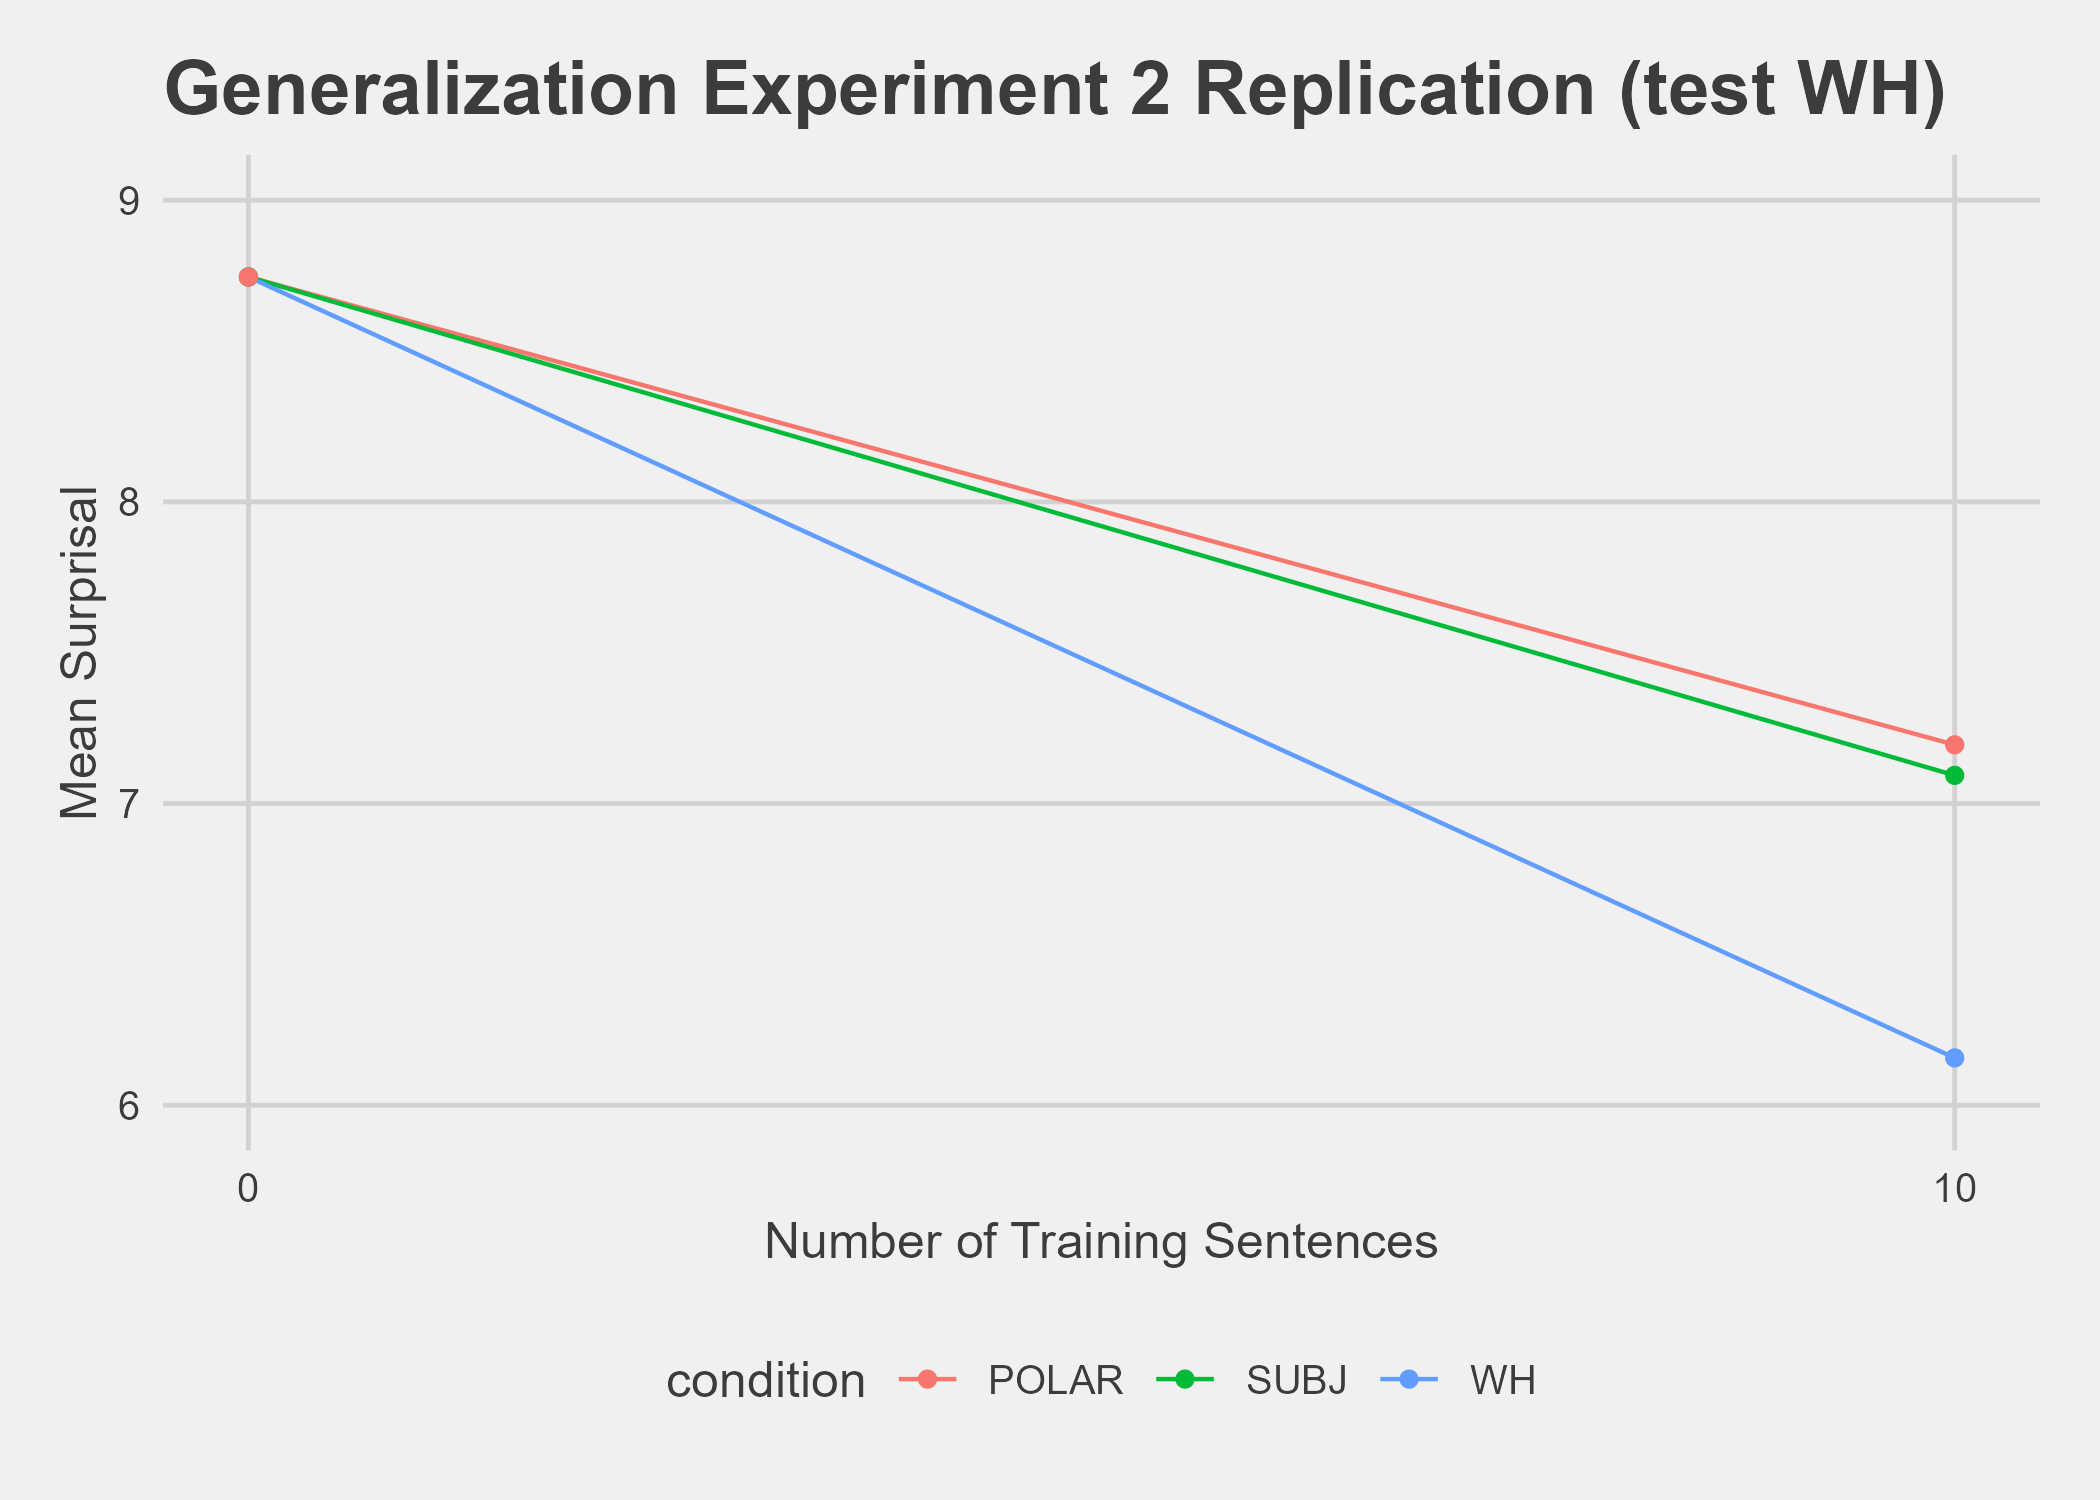 Generalization Experiment 2 Replication (test WH)
Mean Surprisal
9
8
7
6
0
10
Number of Training Sentences
condition POLAR SUBJ WH